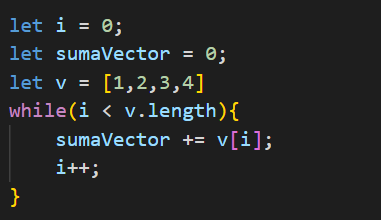 let i = 0;
let sumaVector = 0;
let v = [1,2,3,4]
while(i < v.length){
    sumaVector += v[i];
    i++;
}